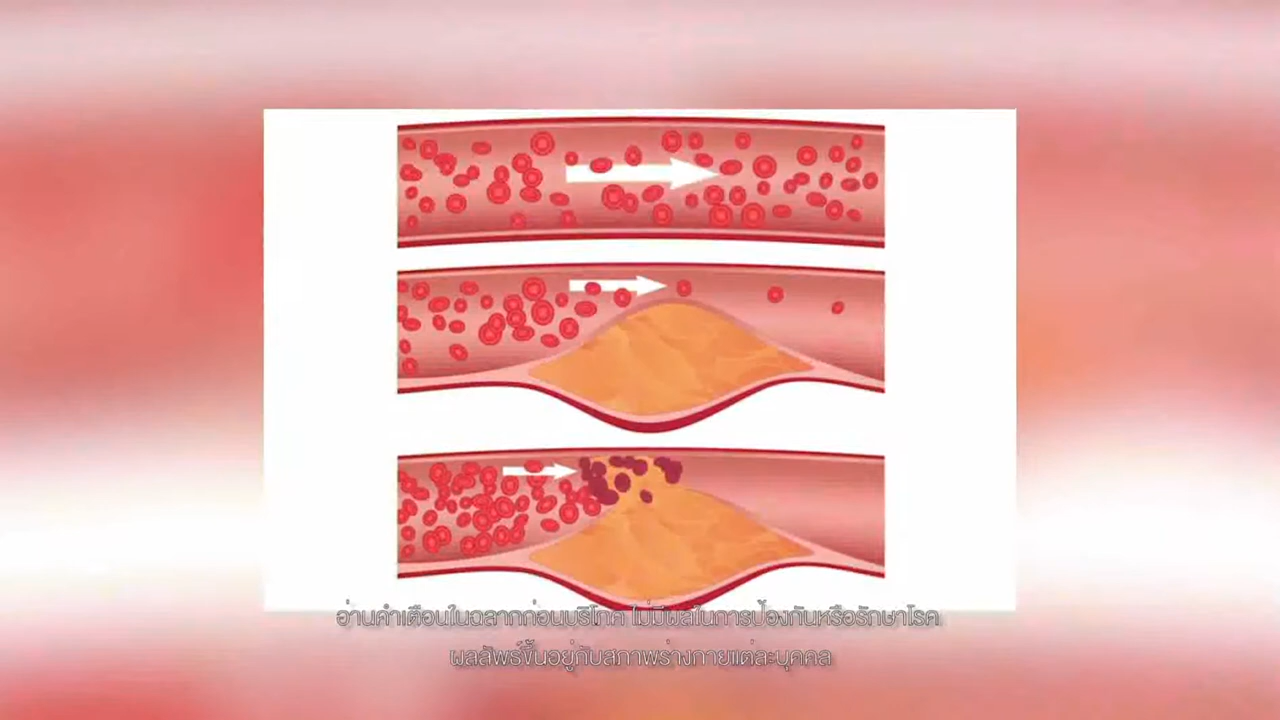 อ่านคำเตือนในฉลากก่อนบริโภค ไม่มีผลในการป้องกันหรือรักษาโรค
ผลลัพธ์ขึ้นอยู่กับสภาพร่างกายแต่ละบุคคล